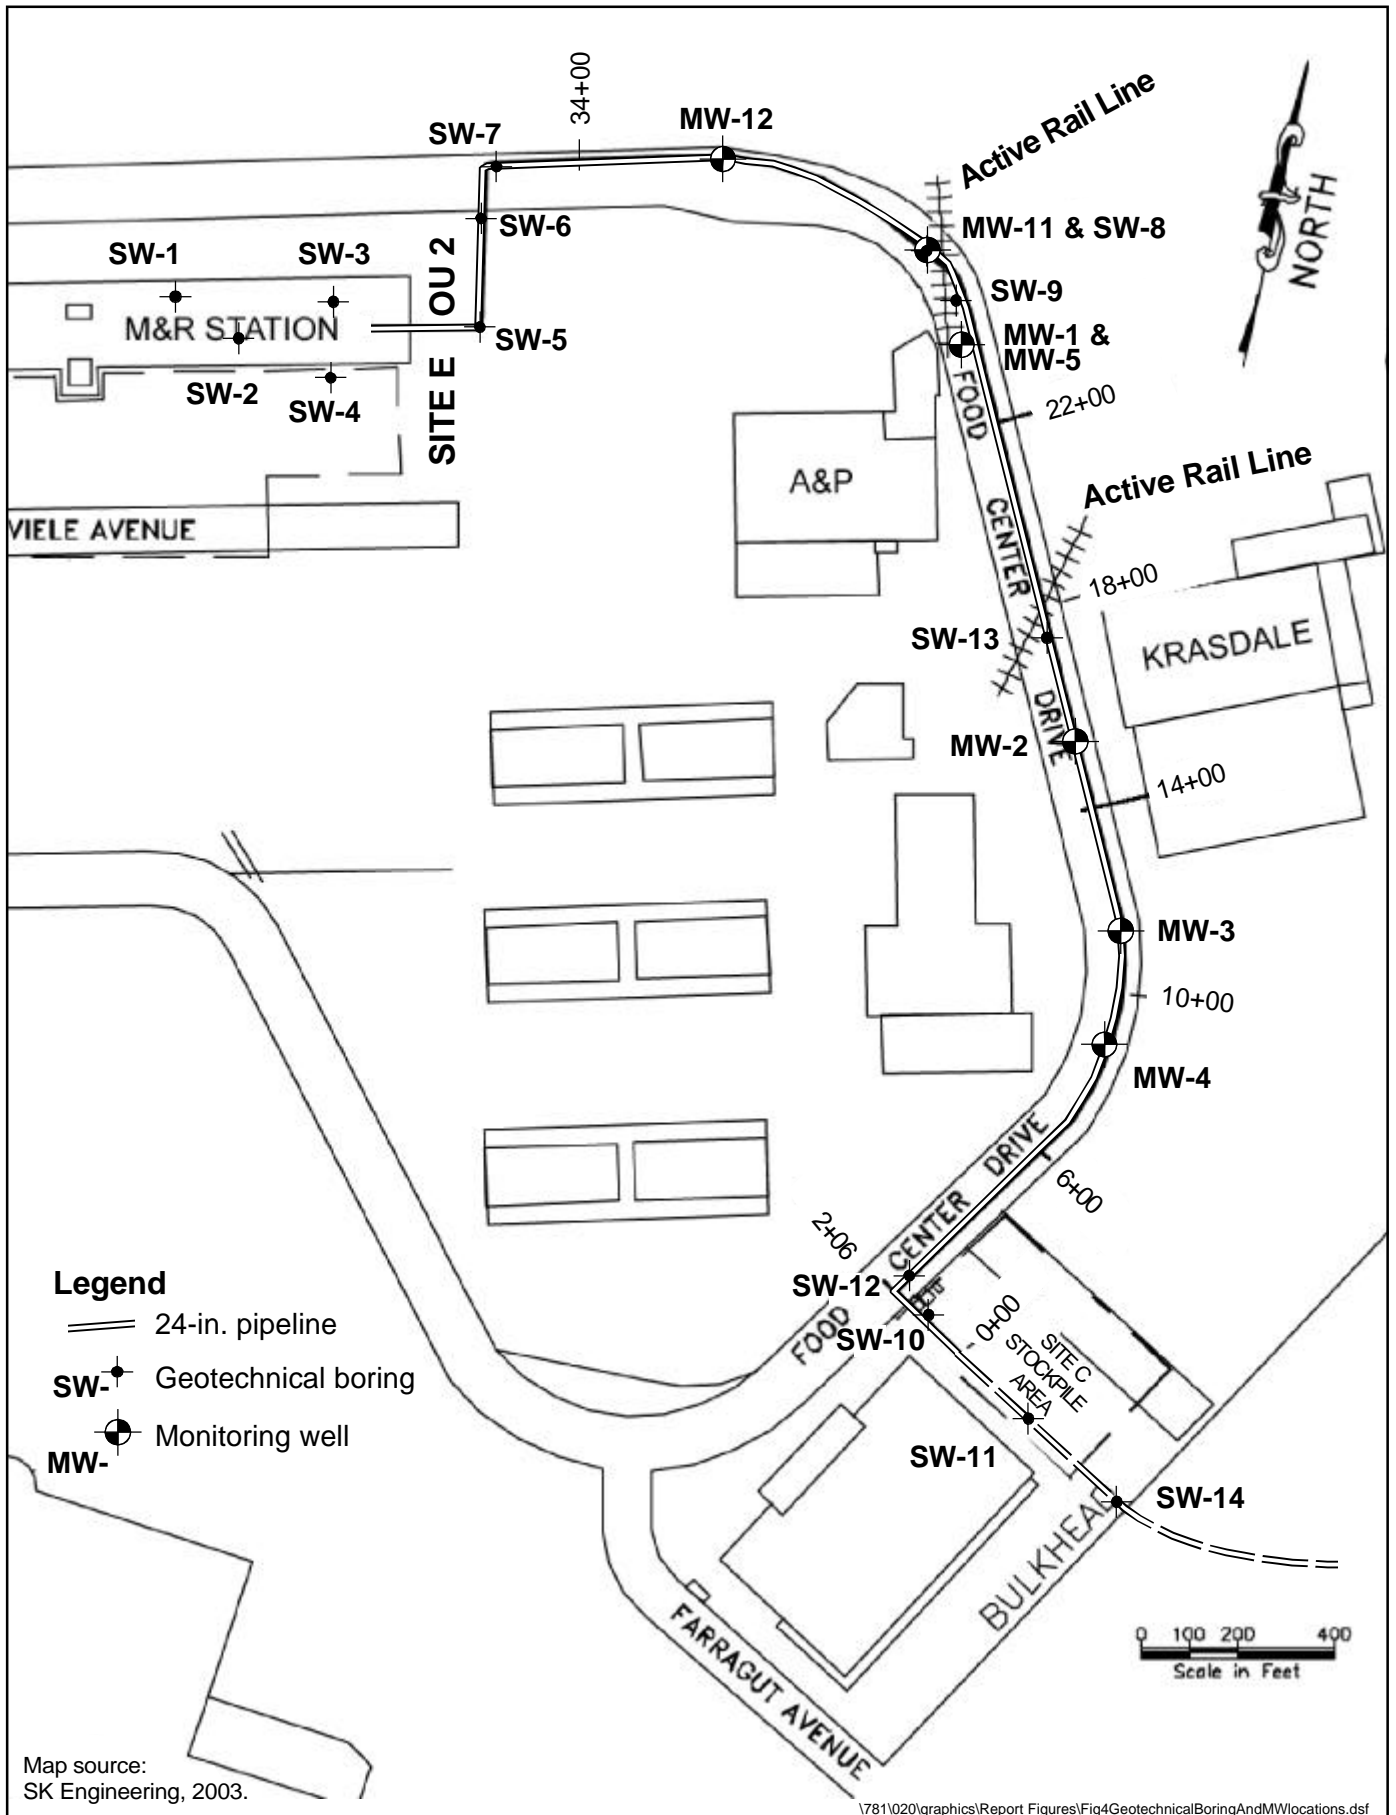 34+00
MW-12
SW-7
Active Rail Line
NORTH
MW-11 & SW-8
SW-6
SW-1
SW-3
OU 2
SITE E
SW-9
M&R STATION
SW-5
MW-1 &
MW-5
SW-2
SW-4
FOOD CENTER DRIVE
22+00
A&P
Active Rail Line
VIELE AVENUE
18+00
SW-13
KRASDALE
MW-2
14+00
MW-3
10+00
MW-4
FOOD CENTER DRIVE
6+00
2+06
SW-12
SW-10
0+00
SITE C
STOCKPILE
AREA
SW-11
SW-14
BULKHEAD
FARRAGUT AVENUE
Legend
24-in. pipeline
SW- Geotechnical boring
MW- Monitoring well
0 100 200 400
Scale in Feet
Map source:
SK Engineering, 2003.
\781\020\graphics\Report Figures\Fig4GeotechnicalBoringAndMWlocations.dsf